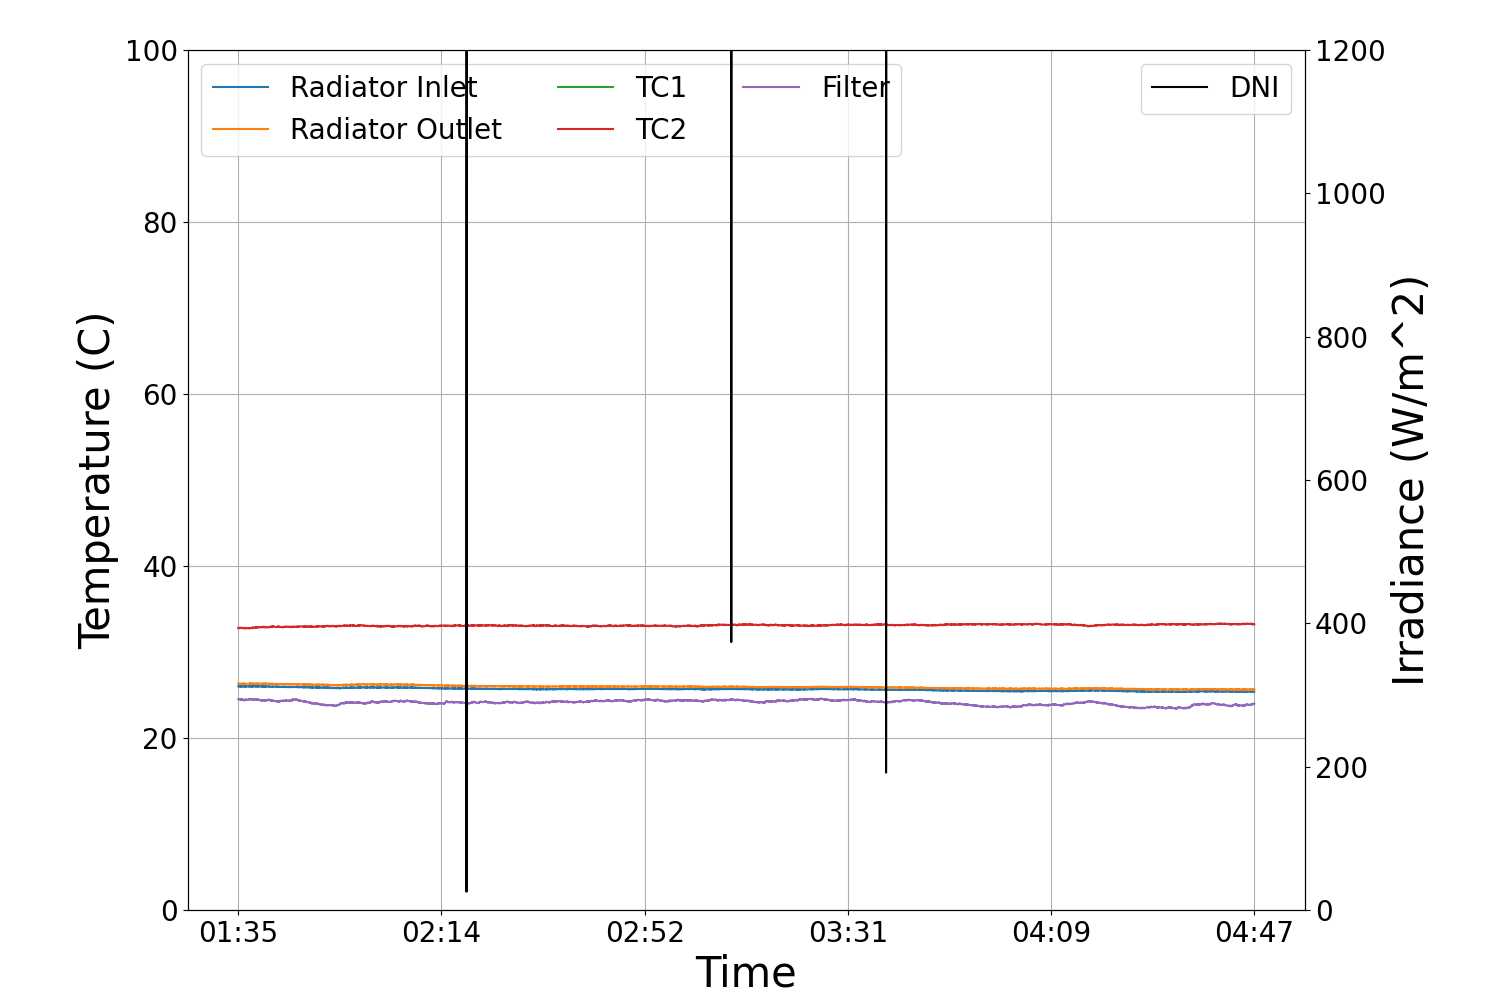 100
80
60
40
20
0
Temperature (C)
Radiator Inlet
Radiator Outlet
TC1
TC2
Filter
DNI
1200
1000
800
600
400
200
0
Irradiance (W/m^2)
01:35 02:14 02:52 03:31 04:09 04:47
Time